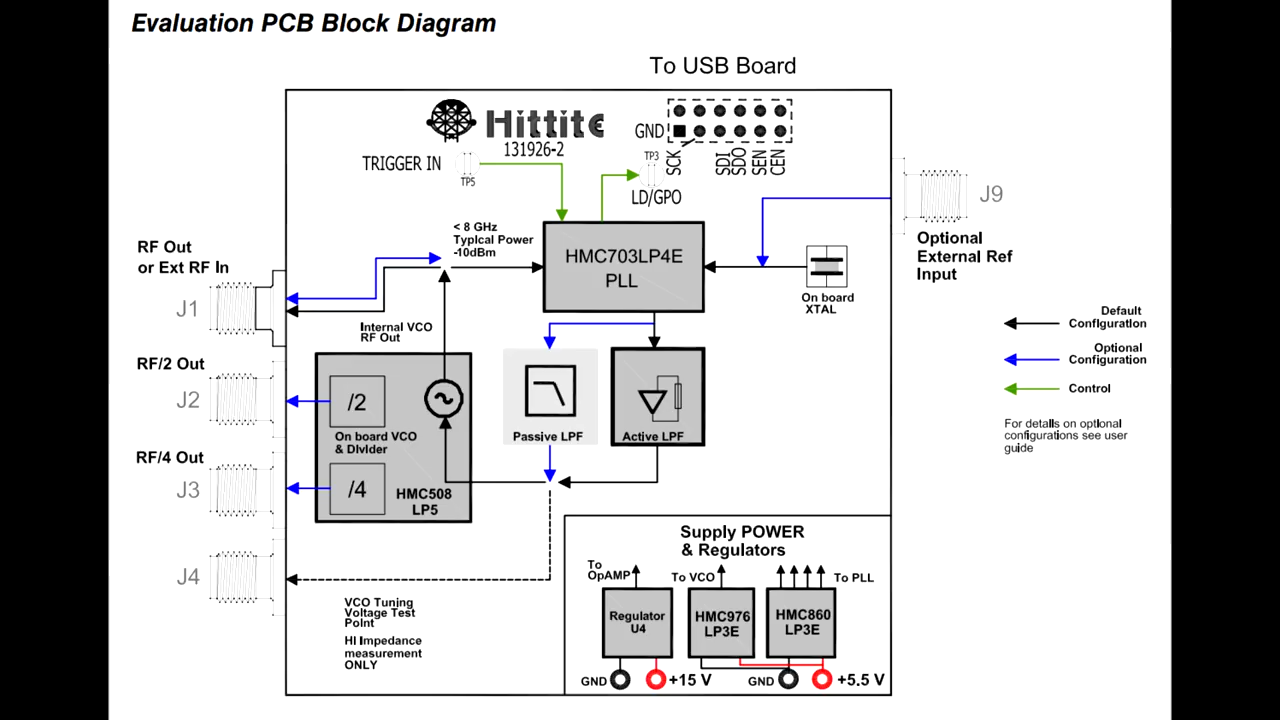 Evaluation PCB Block Diagram
To USB Board
Hittite
131926-2
GND
SCK
SDI
SDO
SEN
CEN
TRIGGER IN
TP5
TP3
LD/GPO
J9
Optional
External Ref
Input
< 8 GHz
Typical Power
-10dBm
HMC703LP4E
PLL
On board
XTAL
RF Out
or Ext RF In
J1
Internal VCO
RF Out
RF/2 Out
J2
/2
On board VCO
& Divider
RF/4 Out
J3
/4
HMC508
LP5
Passive LPF
Active LPF
Default
Configuration
Optional
Configuration
Control
For details on optional
configurations see user
guide
J4
VCO Tuning
Voltage Test
Point
HI Impedance
measurement
ONLY
Supply POWER
& Regulators
To
OpAMP
To VCO
To PLL
Regulator
U4
HMC976
LP3E
HMC860
LP3E
GND
+15 V
GND
+5.5 V